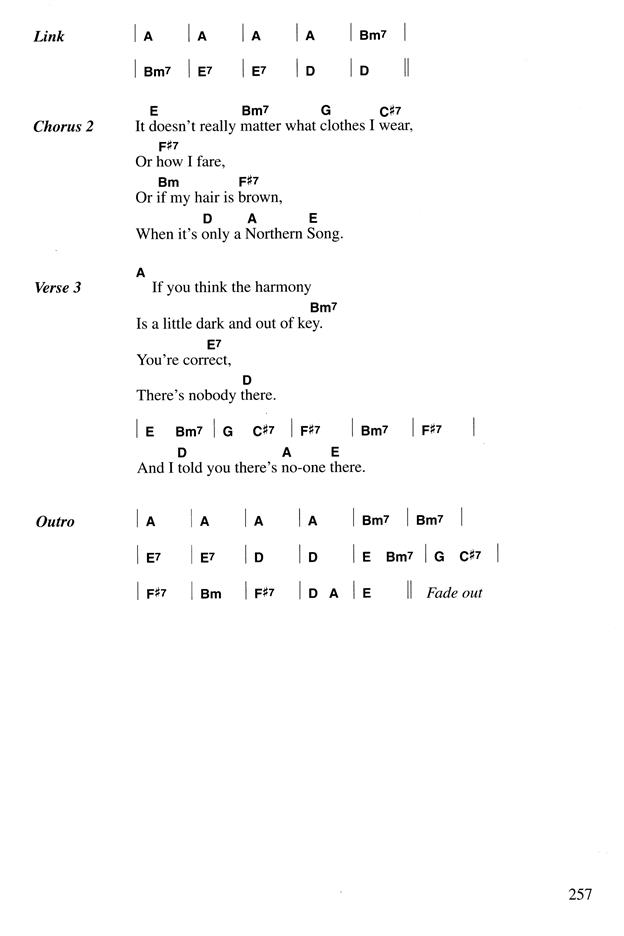 Link | A | A | A | A | Bm7 |
| Bm7 | E7 | E7 | D | D ||
E Bm7 G C♯7
Chorus 2 It doesn't really matter what clothes I wear,
F♯7
Or how I fare,
Bm F♯7
Or if my hair is brown,
D A E
When it's only a Northern Song.
A
Verse 3 If you think the harmony
Bm7
Is a little dark and out of key.
E7
You're correct,
D
There's nobody there.
| E Bm7 | G C♯7 | F♯7 | Bm7 | F♯7 |
D A E
And I told you there's no-one there.
Outro | A | A | A | A | Bm7 | Bm7 |
| E7 | E7 | D | D | E Bm7 | G C♯7 |
| F♯7 | Bm | F♯7 | D A | E || Fade out
257